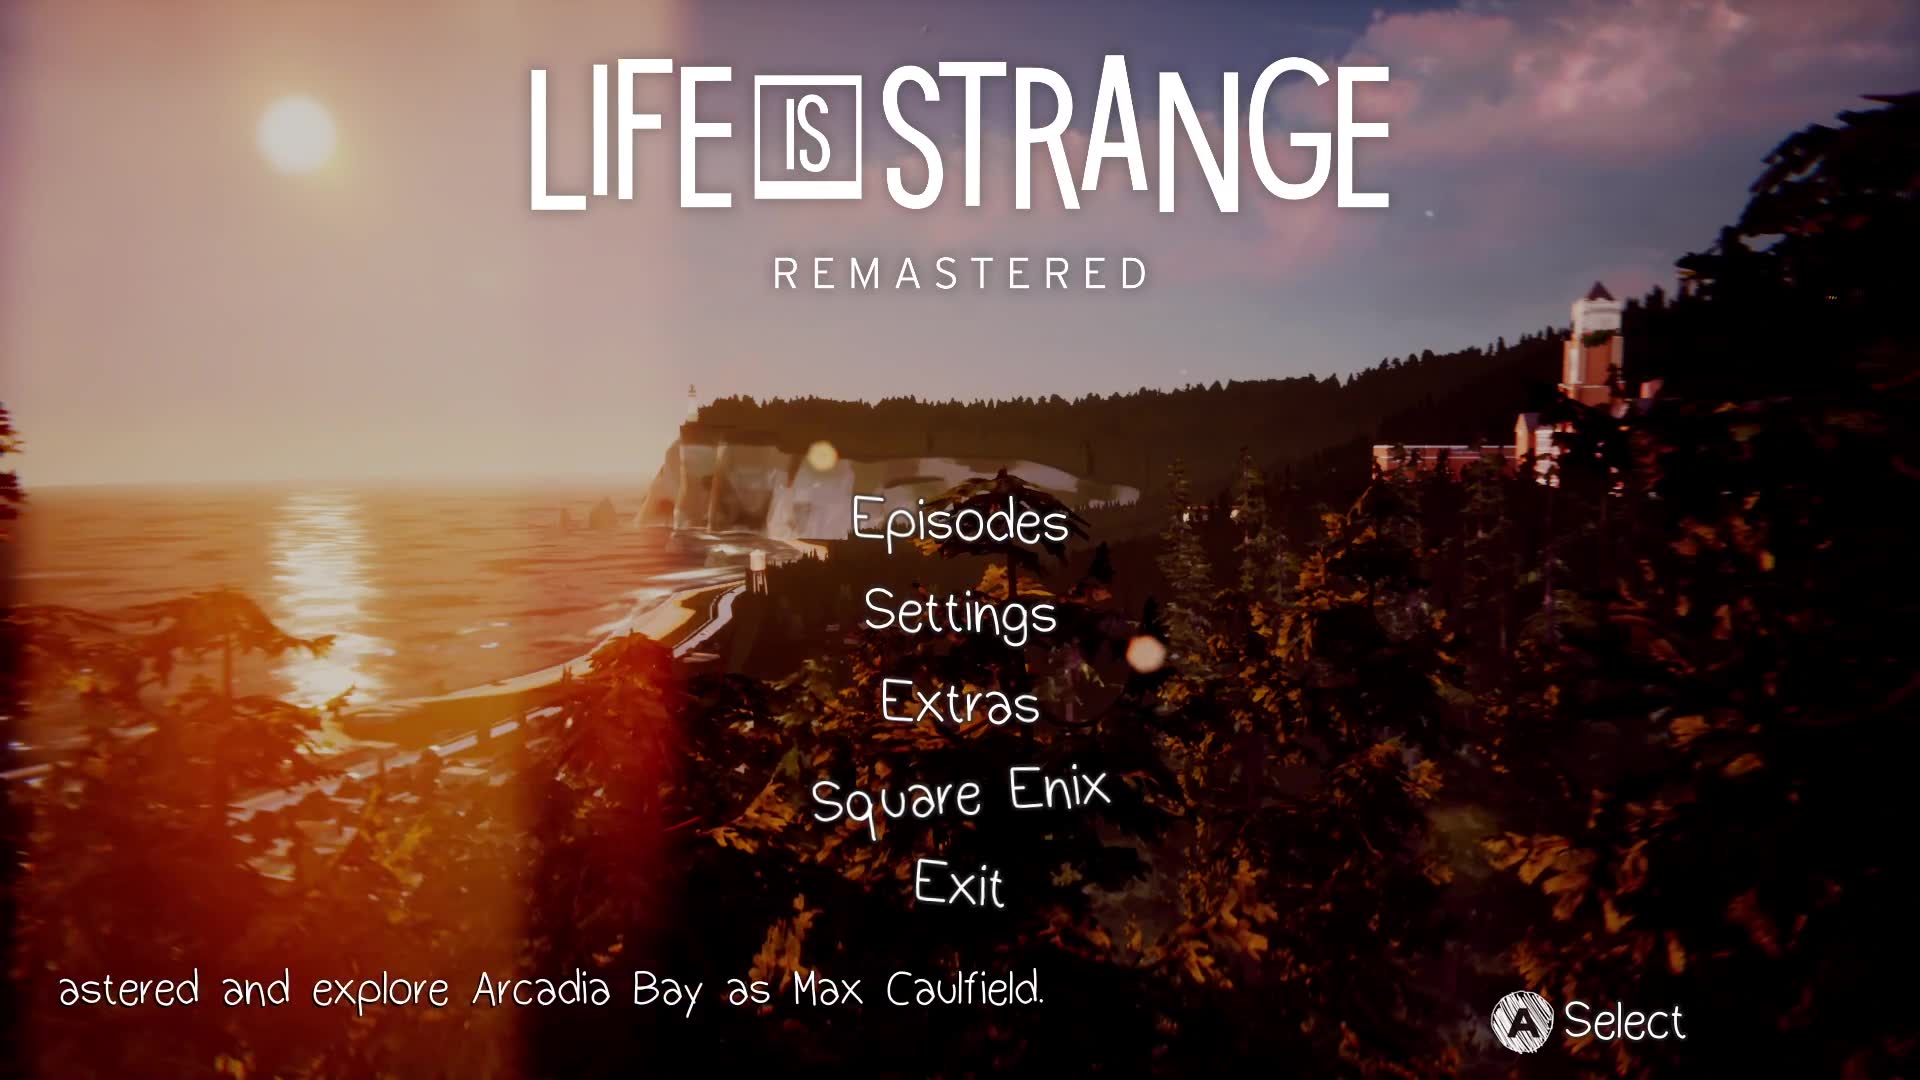 LIFE IS STRANGE
REMASTERED
Episodes
Settings
Extras
Square Enix
Exit
astered and explore Arcadia Bay as Max Caulfield.
A Select